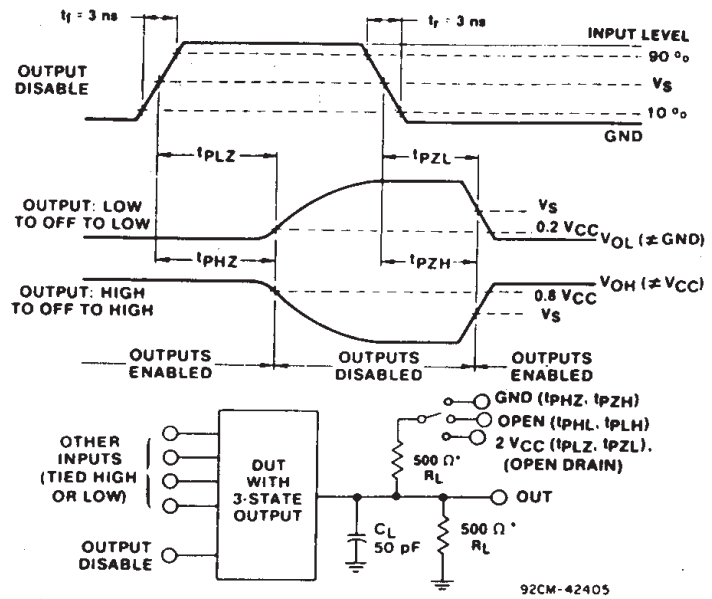 tf = 3 ns
tr = 3 ns
INPUT LEVEL
90 %
OUTPUT
DISABLE
VS
10 %
GND
tPLZ
tPZL
OUTPUT: LOW
TO OFF TO LOW
VS
0.2 VCC
VOL (≠ GND)
tPHZ
tPZH
OUTPUT: HIGH
TO OFF TO HIGH
VOH (≠ VCC)
0.8 VCC
VS
OUTPUTS
ENABLED
OUTPUTS
DISABLED
OUTPUTS
ENABLED
GND (tPHZ, tPZH)
OPEN (tPHL, tPLH)
2 VCC (tPLZ, tPZL),
(OPEN DRAIN)
OTHER
INPUTS
(TIED HIGH
OR LOW)
DUT
WITH
3-STATE
OUTPUT
500 Ω*
RL
OUT
CL
50 pF
500 Ω*
RL
OUTPUT
DISABLE
92CM-42405